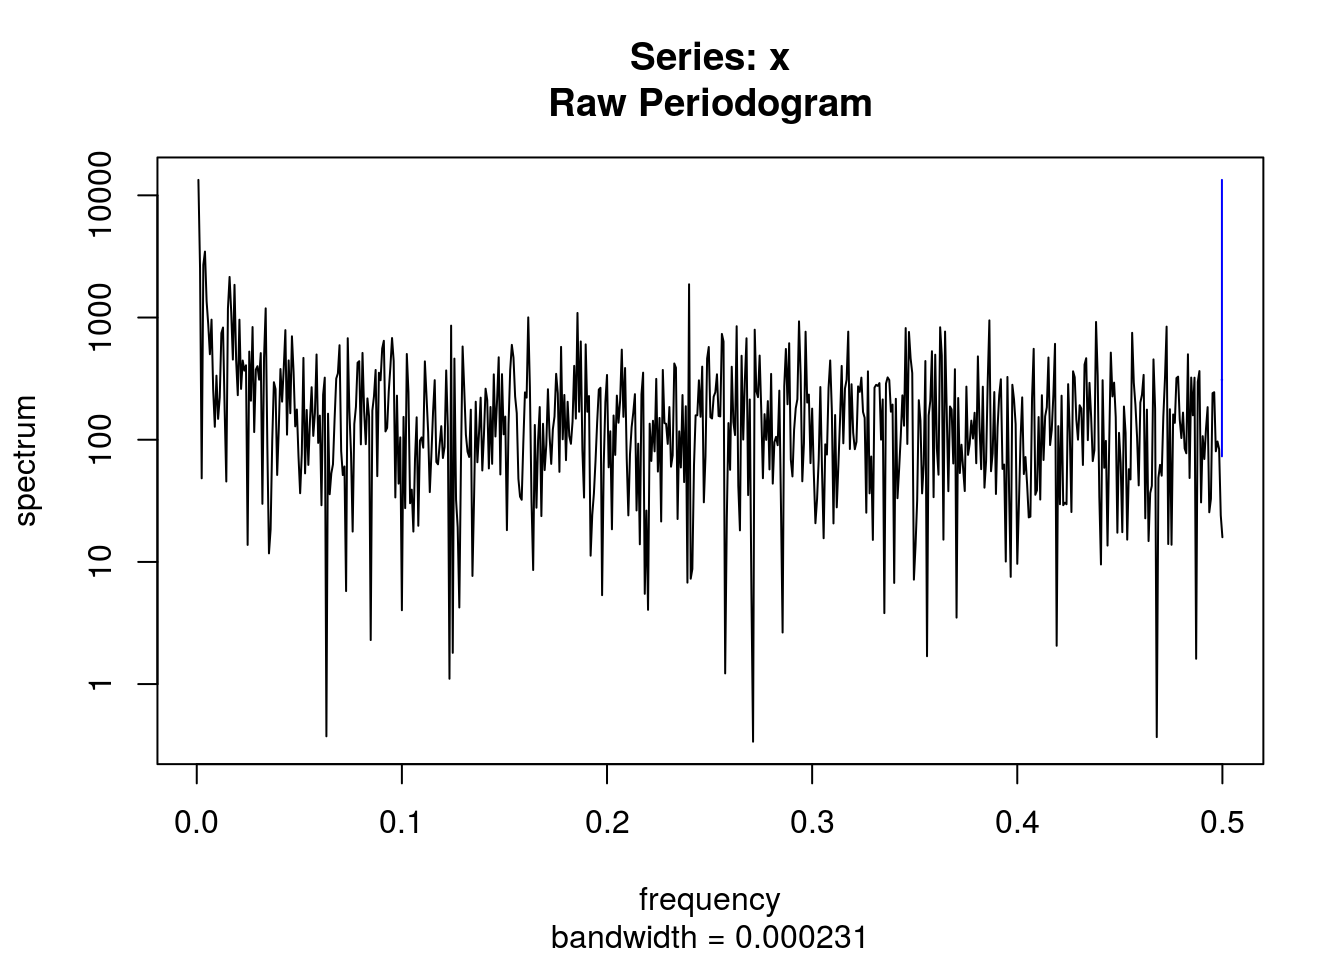 Series: x
Raw Periodogram
spectrum
10000
1000
100
10
1
0.0 0.1 0.2 0.3 0.4 0.5
frequency
bandwidth = 0.000231